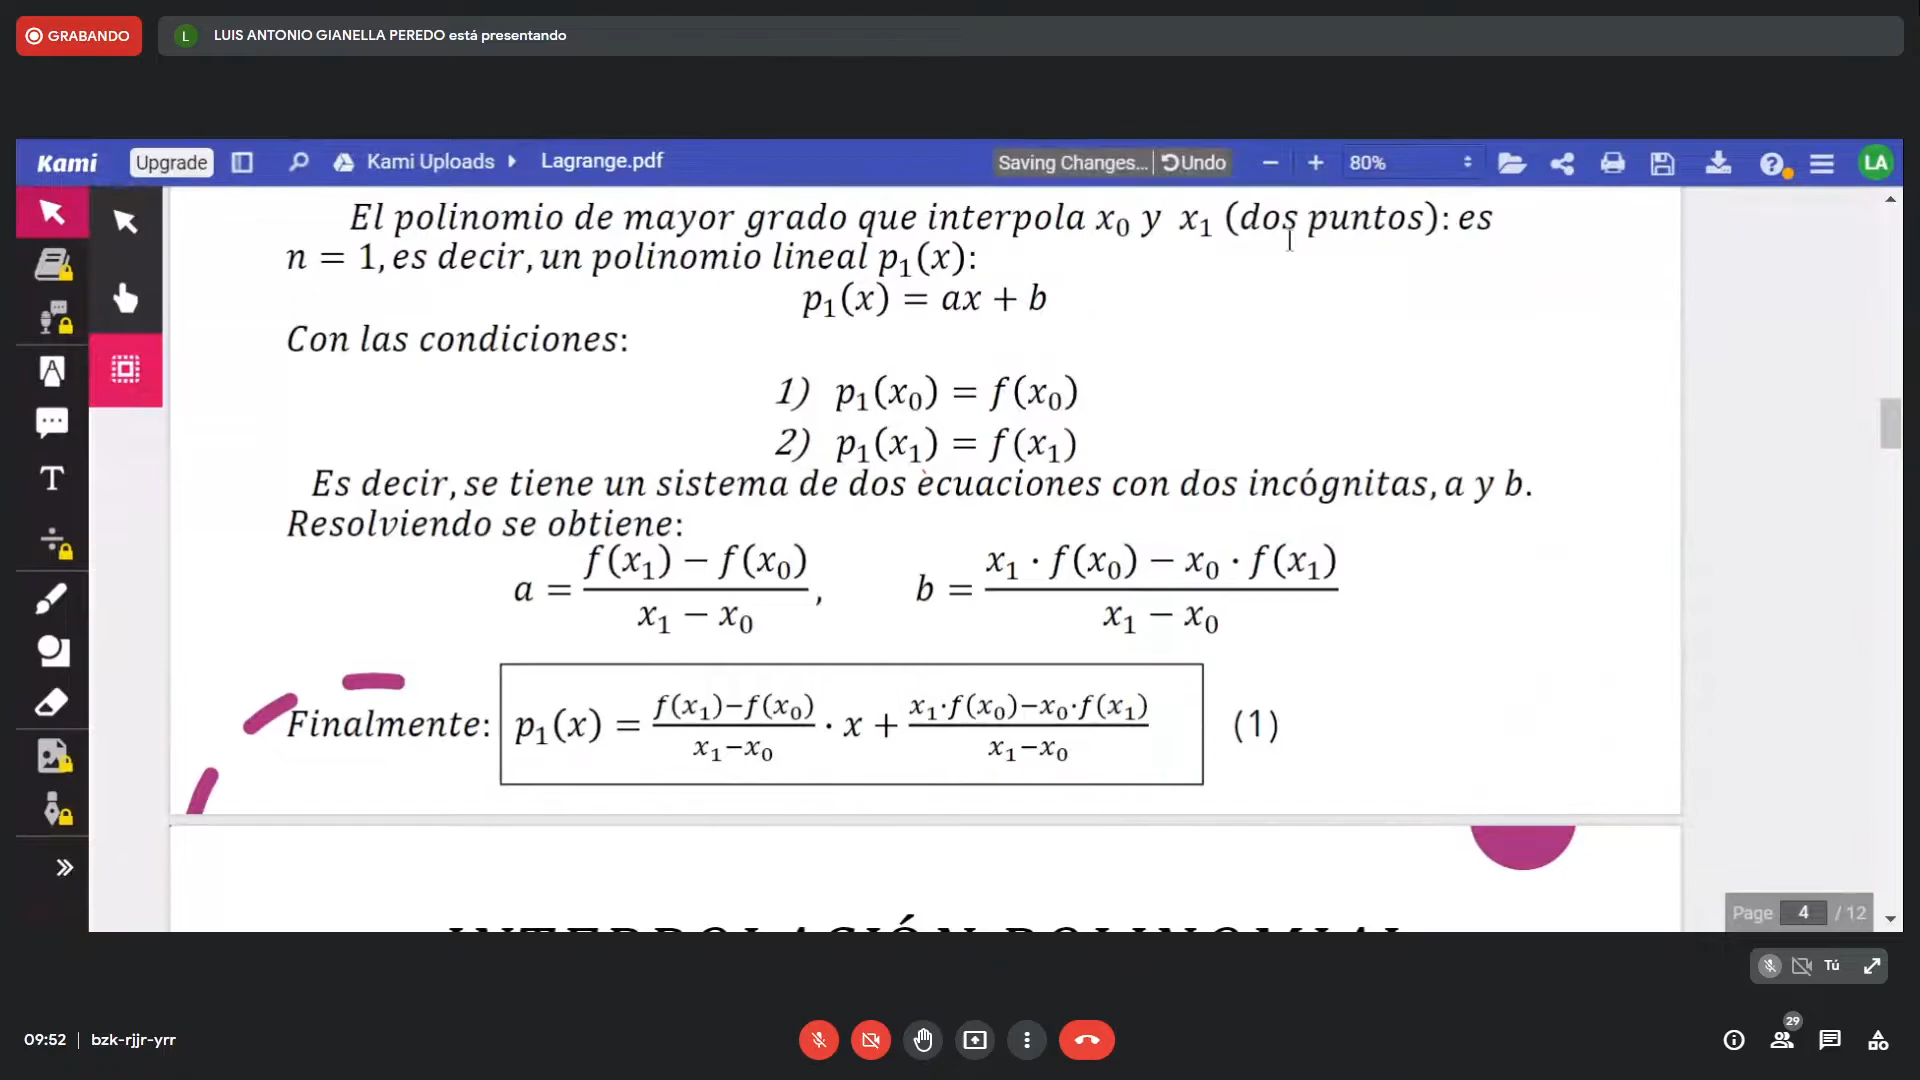 GRABANDO
L LUIS ANTONIO GIANELLA PEREDO está presentando
Kami Upgrade Kami Uploads Lagrange.pdf Saving Changes... Undo − + 80% LA
El polinomio de mayor grado que interpola x₀ y x₁ (dos puntos): es
n = 1, es decir, un polinomio lineal p₁(x):
p₁(x) = ax + b
Con las condiciones:
1) p₁(x₀) = f(x₀)
2) p₁(x₁) = f(x₁)
Es decir, se tiene un sistema de dos ecuaciones con dos incógnitas, a y b.
Resolviendo se obtiene:
a = (f(x₁) − f(x₀)) / (x₁ − x₀), b = (x₁ · f(x₀) − x₀ · f(x₁)) / (x₁ − x₀)
Finalmente: p₁(x) = (f(x₁)−f(x₀)) / (x₁−x₀) · x + (x₁·f(x₀)−x₀·f(x₁)) / (x₁−x₀) (1)
INTERPOLACIÓN POLINOMIAL
Page 4 / 12
Tú
09:52 | bzk-rjjr-yrr
29